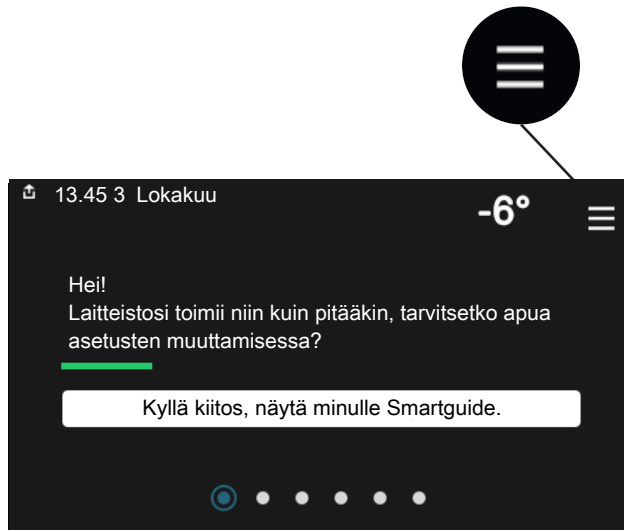 13.45 3 Lokakuu
-6°
Hei!
Laitteistosi toimii niin kuin pitääkin, tarvitsetko apua
asetusten muuttamisessa?
Kyllä kiitos, näytä minulle Smartguide.